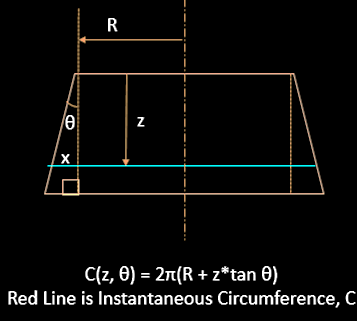 R
θ
z
x
C(z, θ) = 2π(R + z*tan θ)
Red Line is Instantaneous Circumference, C